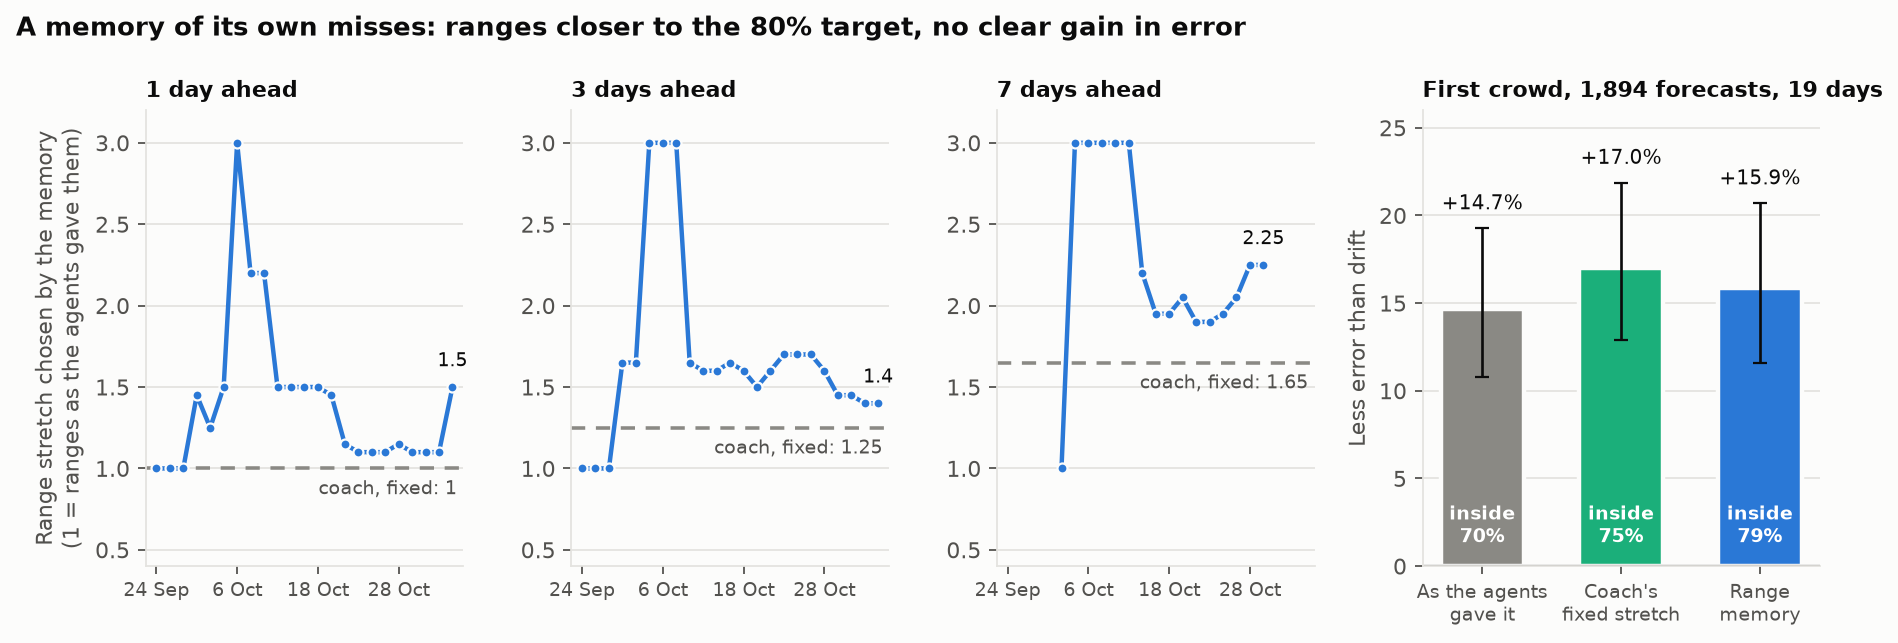 A memory of its own misses: ranges closer to the 80% target, no clear gain in error
1 day ahead
Range stretch chosen by the memory
(1 = ranges as the agents gave them)
3.0
2.5
2.0
1.5
1.0
0.5
1.5
coach, fixed: 1
24 Sep
6 Oct
18 Oct
28 Oct
3 days ahead
3.0
2.5
2.0
1.5
1.0
0.5
1.4
coach, fixed: 1.25
24 Sep
6 Oct
18 Oct
28 Oct
7 days ahead
3.0
2.5
2.0
1.5
1.0
0.5
2.25
coach, fixed: 1.65
24 Sep
6 Oct
18 Oct
28 Oct
First crowd, 1,894 forecasts, 19 days
Less error than drift
25
20
15
10
5
0
+14.7%
+17.0%
+15.9%
inside
70%
inside
75%
inside
79%
As the agents
gave it
Coach's
fixed stretch
Range
memory